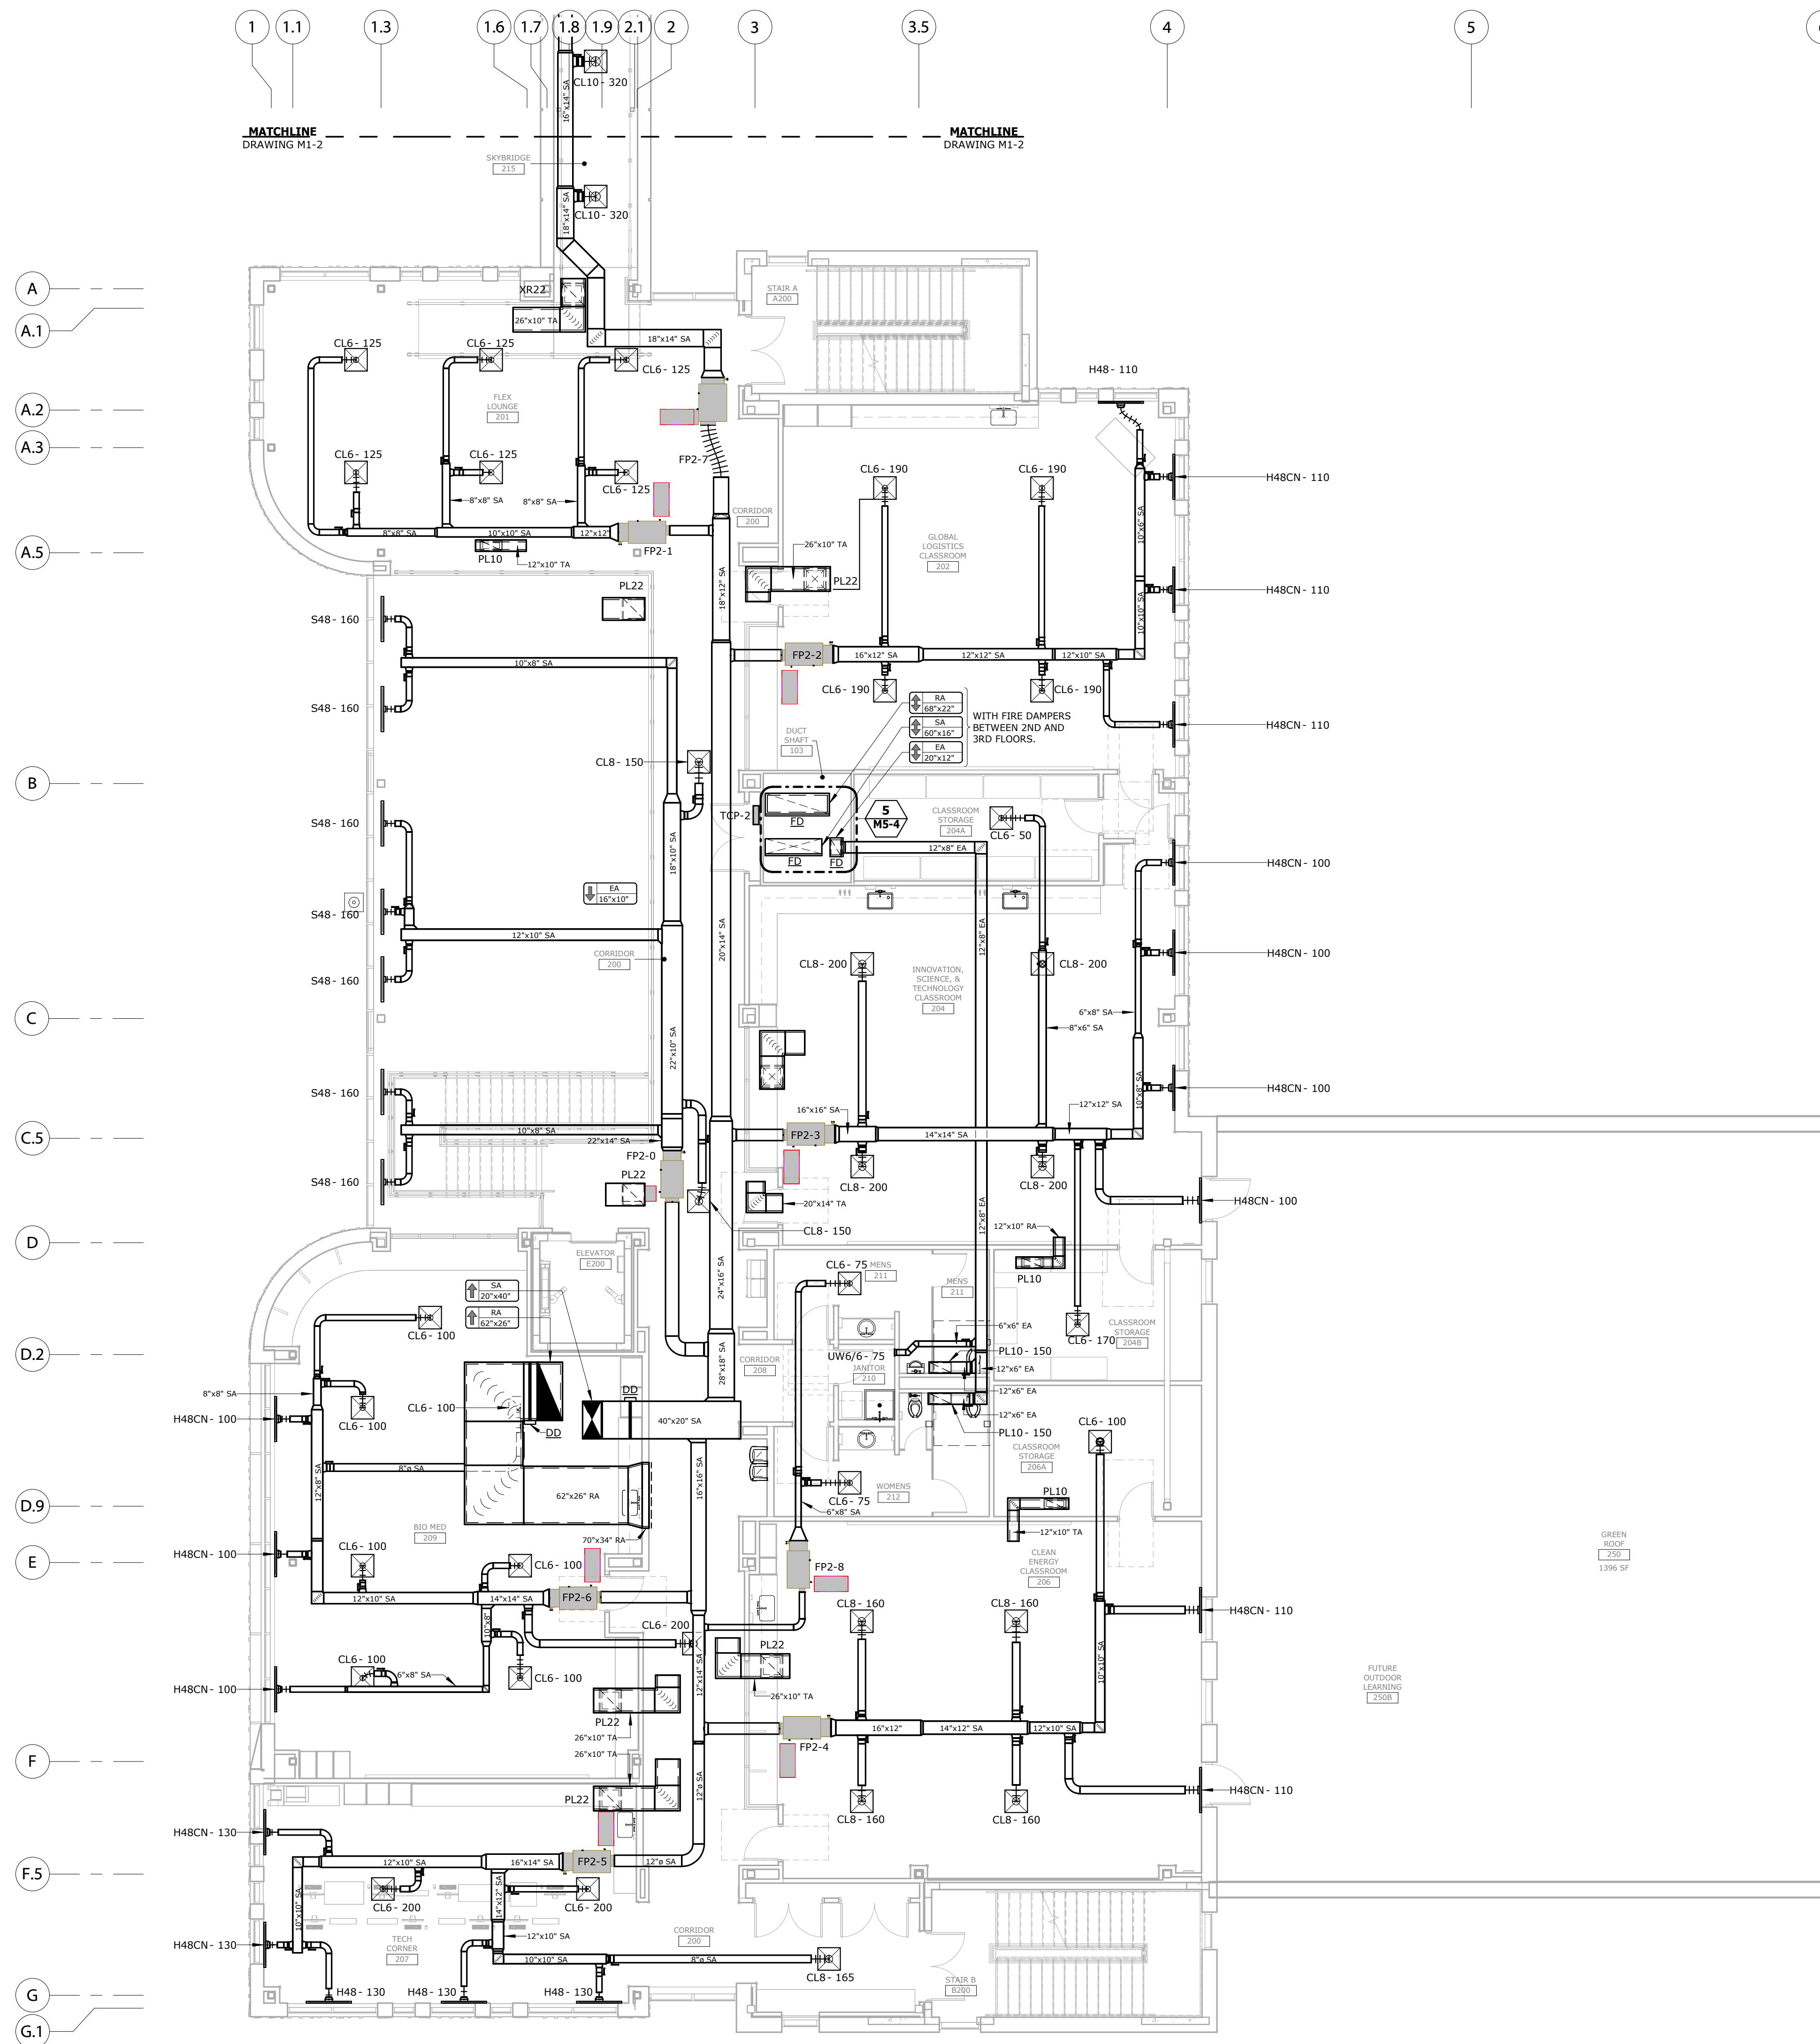 1
1.1
1.3
1.6
1.7
1.8
1.9
2.1
2
3
3.5
4
5
MATCHLINE
DRAWING M1-2
MATCHLINE
DRAWING M1-2
CL10 - 320
16"x14" SA
SKYBRIDGE
215
18"x14" SA
CL10 - 320
A
A.1
A.2
A.3
A.5
B
C
C.5
D
D.2
D.9
E
F
F.5
G
G.1
XR22
26"x10" TA
18"x14" SA
STAIR A
A200
CL6 - 125
CL6 - 125
CL6 - 125
FLEX
LOUNGE
201
CL6 - 125
CL6 - 125
CL6 - 125
FP2-7
8"x8" SA
8"x8" SA
8"x8" SA
10"x10" SA
12"x12"
FP2-1
PL10
12"x10" TA
H48 - 110
CL6 - 190
CL6 - 190
H48CN - 110
10"x6" SA
CORRIDOR
200
GLOBAL
LOGISTICS
CLASSROOM
202
26"x10" TA
PL22
18"x12" SA
H48CN - 110
10"x10" SA
PL22
S48 - 160
10"x8" SA
FP2-2
16"x12" SA
12"x12" SA
12"x10" SA
CL6 - 190
CL6 - 190
S48 - 160
H48CN - 110
RA
68"x22"
SA
60"x16"
EA
20"x12"
WITH FIRE DAMPERS
BETWEEN 2ND AND
3RD FLOORS.
DUCT
SHAFT
103
CL8 - 150
TCP-2
FD
FD
FD
5
M5-4
CLASSROOM
STORAGE
204A
CL6 - 50
12"x8" EA
S48 - 160
18"x10" SA
H48CN - 100
EA
16"x10"
S48 - 160
12"x10" SA
CORRIDOR
200
20"x14" SA
12"x8" EA
CL8 - 200
INNOVATION,
SCIENCE, &
TECHNOLOGY
CLASSROOM
204
CL8 - 200
H48CN - 100
S48 - 160
6"x8" SA
8"x6" SA
22"x10" SA
S48 - 160
10"x8" SA
H48CN - 100
16"x16" SA
12"x12" SA
10"x8" SA
22"x14" SA
FP2-3
14"x14" SA
FP2-0
PL22
CL8 - 200
CL8 - 200
S48 - 160
20"x14" TA
12"x8" EA
H48CN - 100
CL8 - 150
12"x10" RA
PL10
ELEVATOR
E200
24"x16" SA
CL6 - 75
MENS
211
MENS
211
SA
20"x40"
RA
62"x26"
CL6 - 100
CLASSROOM
STORAGE
204B
CL6 - 170
6"x6" EA
UW6/6 - 75
PL10 - 150
28"x18" SA
CORRIDOR
208
JANITOR
210
12"x6" EA
12"x6" EA
12"x6" EA
PL10 - 150
8"x8" SA
H48CN - 100
CL6 - 100
CL6 - 100
DD
DD
40"x20" SA
CL6 - 100
CLASSROOM
STORAGE
206A
8"ø SA
12"x8" SA
62"x26" RA
16"x16" SA
CL6 - 75
WOMENS
212
6"x8" SA
PL10
12"x10" TA
BIO MED
209
70"x34" RA
CLEAN
ENERGY
CLASSROOM
206
GREEN
ROOF
250
1396 SF
H48CN - 100
CL6 - 100
CL6 - 100
FP2-8
12"x10" SA
14"x14" SA
FP2-6
10"x8"
CL6 - 200
CL8 - 160
CL8 - 160
H48CN - 110
PL22
CL6 - 100
6"x8" SA
CL6 - 100
12"x14" SA
26"x10" TA
10"x10" SA
FUTURE
OUTDOOR
LEARNING
250B
H48CN - 100
PL22
26"x10" TA
26"x10" TA
16"x12"
14"x12" SA
12"x10" SA
FP2-4
PL22
12"ø SA
CL8 - 160
CL8 - 160
H48CN - 110
H48CN - 130
12"x10" SA
16"x14" SA
FP2-5
12"ø SA
10"x10" SA
14"x12" SA
CL6 - 200
CL6 - 200
H48CN - 130
TECH
CORNER
207
12"x10" SA
10"x10" SA
8"ø SA
CORRIDOR
200
CL8 - 165
STAIR B
B200
H48 - 130
H48 - 130
H48 - 130